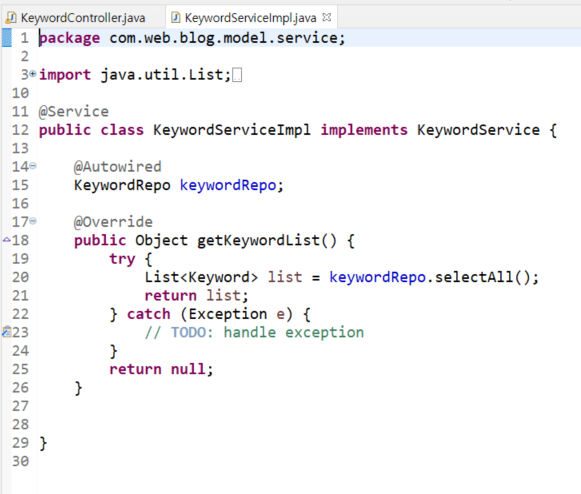 KeywordController.java KeywordServiceImpl.java
1 package com.web.blog.model.service;
2
3 import java.util.List;
10
11 @Service
12 public class KeywordServiceImpl implements KeywordService {
13
14     @Autowired
15     KeywordRepo keywordRepo;
16
17     @Override
18     public Object getKeywordList() {
19         try {
20             List<Keyword> list = keywordRepo.selectAll();
21             return list;
22         } catch (Exception e) {
23             // TODO: handle exception
24         }
25         return null;
26     }
27
28
29 }
30